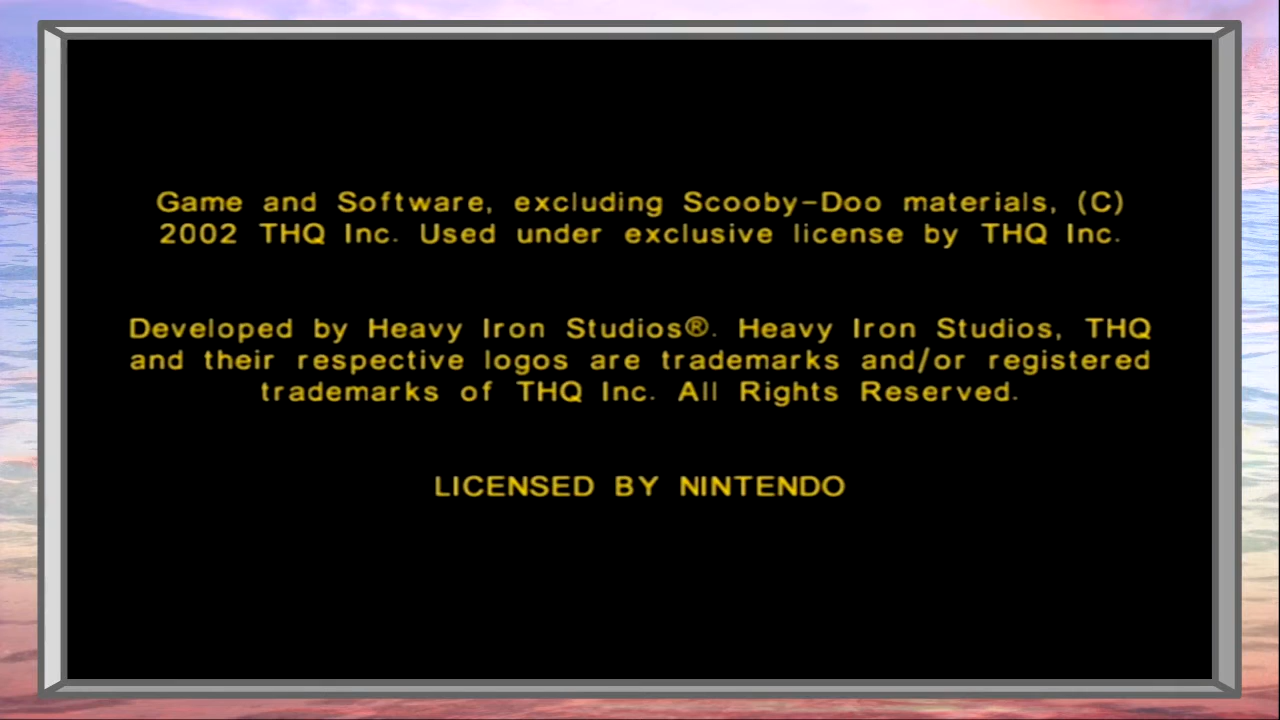 Game and Software, excluding Scooby-Doo materials, (C)
2002 THQ Inc. Used under exclusive license by THQ Inc.
Developed by Heavy Iron Studios®. Heavy Iron Studios, THQ
and their respective logos are trademarks and/or registered
trademarks of THQ Inc. All Rights Reserved.
LICENSED BY NINTENDO